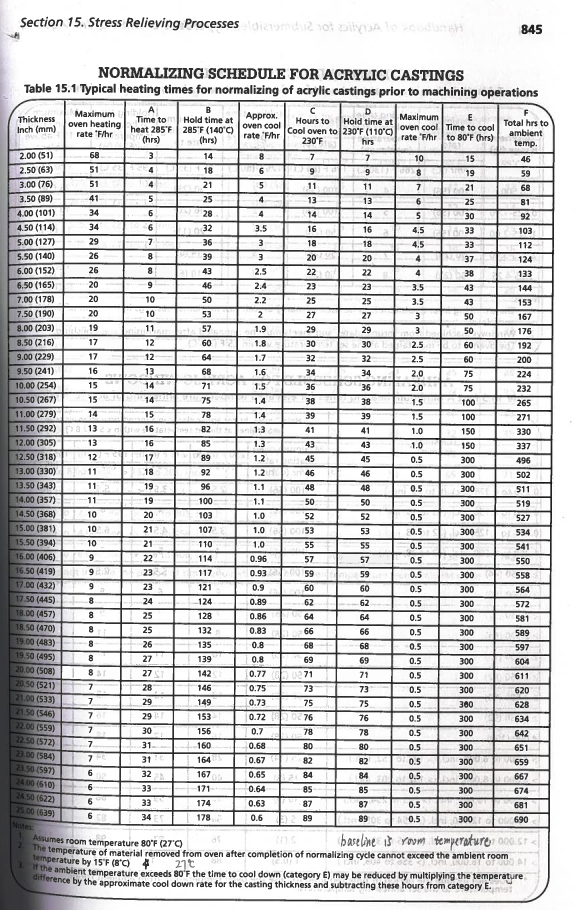 Section 15. Stress Relieving Processes
845
NORMALIZING SCHEDULE FOR ACRYLIC CASTINGS
Table 15.1 Typical heating times for normalizing of acrylic castings prior to machining operations
Thickness Inch (mm) | Maximum oven heating rate °F/hr | A Time to heat 285°F (hrs) | B Hold time at 285°F (140°C) (hrs) | Approx. oven cool rate °F/hr | C Hours to Cool oven to 230°F | D Hold time at 230°F (110°C) hrs | Maximum oven cool rate °F/hr | E Time to cool to 80°F (hrs) | F Total hrs to ambient temp.
2.00 (51) 68 3 14 8 7 7 10 15 46
2.50 (63) 51 4 18 6 9 9 8 19 59
3.00 (76) 51 4 21 5 11 11 7 21 68
3.50 (89) 41 5 25 4 13 13 6 25 81
4.00 (101) 34 6 28 4 14 14 5 30 92
4.50 (114) 34 6 32 3.5 16 16 4.5 33 103
5.00 (127) 29 7 36 3 18 18 4.5 33 112
5.50 (140) 26 8 39 3 20 20 4 37 124
6.00 (152) 26 8 43 2.5 22 22 4 38 133
6.50 (165) 20 9 46 2.4 23 23 3.5 43 144
7.00 (178) 20 10 50 2.2 25 25 3.5 43 153
7.50 (190) 20 10 53 2 27 27 3 50 167
8.00 (203) 19 11 57 1.9 29 29 3 50 176
8.50 (216) 17 12 60 1.8 30 30 2.5 60 192
9.00 (229) 17 12 64 1.7 32 32 2.5 60 200
9.50 (241) 16 13 68 1.6 34 34 2.0 75 224
10.00 (254) 15 14 71 1.5 36 36 2.0 75 232
10.50 (267) 15 14 75 1.4 38 38 1.5 100 265
11.00 (279) 14 15 78 1.4 39 39 1.5 100 271
11.50 (292) 13 16 82 1.3 41 41 1.0 150 330
12.00 (305) 13 16 85 1.3 43 43 1.0 150 337
12.50 (318) 12 17 89 1.2 45 45 0.5 300 496
13.00 (330) 11 18 92 1.2 46 46 0.5 300 502
13.50 (343) 11 19 96 1.1 48 48 0.5 300 511
14.00 (357) 11 19 100 1.1 50 50 0.5 300 519
14.50 (368) 10 20 103 1.0 52 52 0.5 300 527
15.00 (381) 10 21 107 1.0 53 53 0.5 300 534
15.50 (394) 10 21 110 1.0 55 55 0.5 300 541
16.00 (406) 9 22 114 0.96 57 57 0.5 300 550
16.50 (419) 9 23 117 0.93 59 59 0.5 300 558
17.00 (432) 9 23 121 0.9 60 60 0.5 300 564
17.50 (445) 8 24 124 0.89 62 62 0.5 300 572
18.00 (457) 8 25 128 0.86 64 64 0.5 300 581
18.50 (470) 8 25 132 0.83 66 66 0.5 300 589
19.00 (483) 8 26 135 0.8 68 68 0.5 300 597
19.50 (495) 8 27 139 0.8 69 69 0.5 300 604
20.00 (508) 8 27 142 0.77 71 71 0.5 300 611
20.50 (521) 7 28 146 0.75 73 73 0.5 300 620
21.00 (533) 7 29 149 0.73 75 75 0.5 300 628
21.50 (546) 7 29 153 0.72 76 76 0.5 300 634
22.00 (559) 7 30 156 0.7 78 78 0.5 300 642
22.50 (572) 7 31 160 0.68 80 80 0.5 300 651
23.00 (584) 7 31 164 0.67 82 82 0.5 300 659
23.50 (597) 6 32 167 0.65 84 84 0.5 300 667
24.00 (610) 6 33 171 0.64 85 85 0.5 300 674
24.50 (622) 6 33 174 0.63 87 87 0.5 300 681
25.00 (639) 6 34 178 0.6 89 89 0.5 300 690
Notes:
1. Assumes room temperature 80°F (27°C) baseline is room temperature
2. The temperature of material removed from oven after completion of normalizing cycle cannot exceed the ambient room
temperature by 15°F (8°C) 27℃
3. If the ambient temperature exceeds 80°F the time to cool down (category E) may be reduced by multiplying the temperature
difference by the approximate cool down rate for the casting thickness and subtracting these hours from category E.